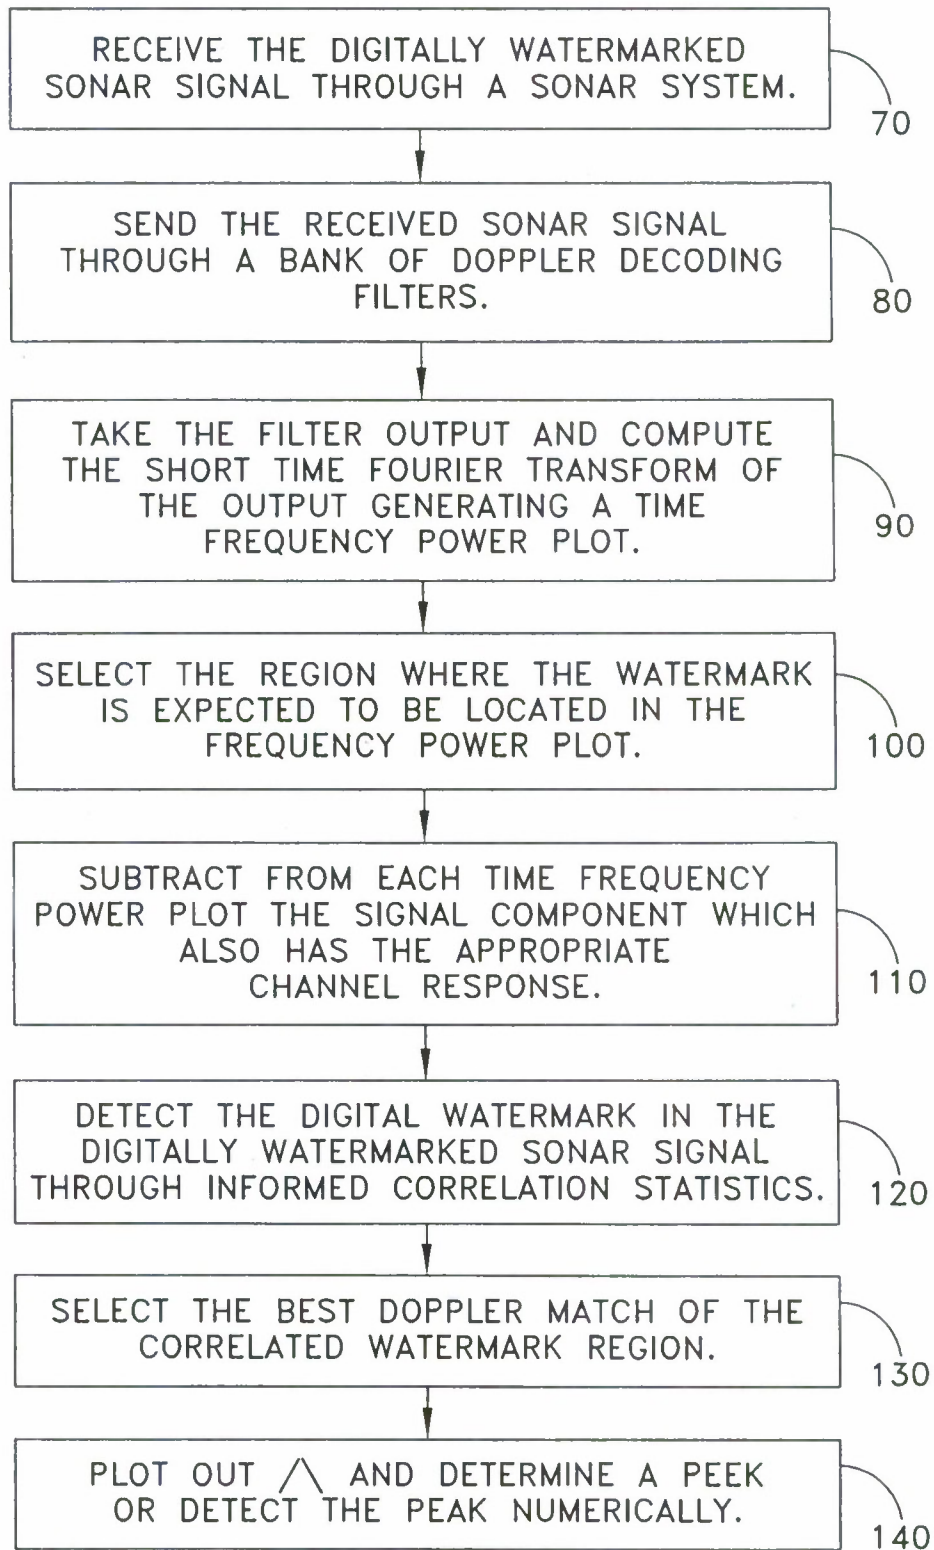 RECEIVE THE DIGITALLY WATERMARKED
SONAR SIGNAL THROUGH A SONAR SYSTEM.
70
SEND THE RECEIVED SONAR SIGNAL
THROUGH A BANK OF DOPPLER DECODING
FILTERS.
80
TAKE THE FILTER OUTPUT AND COMPUTE
THE SHORT TIME FOURIER TRANSFORM OF
THE OUTPUT GENERATING A TIME
FREQUENCY POWER PLOT.
90
SELECT THE REGION WHERE THE WATERMARK
IS EXPECTED TO BE LOCATED IN THE
FREQUENCY POWER PLOT.
100
SUBTRACT FROM EACH TIME FREQUENCY
POWER PLOT THE SIGNAL COMPONENT WHICH
ALSO HAS THE APPROPRIATE
CHANNEL RESPONSE.
110
DETECT THE DIGITAL WATERMARK IN THE
DIGITALLY WATERMARKED SONAR SIGNAL
THROUGH INFORMED CORRELATION STATISTICS.
120
SELECT THE BEST DOPPLER MATCH OF THE
CORRELATED WATERMARK REGION.
130
PLOT OUT /\ AND DETERMINE A PEEK
OR DETECT THE PEAK NUMERICALLY.
140